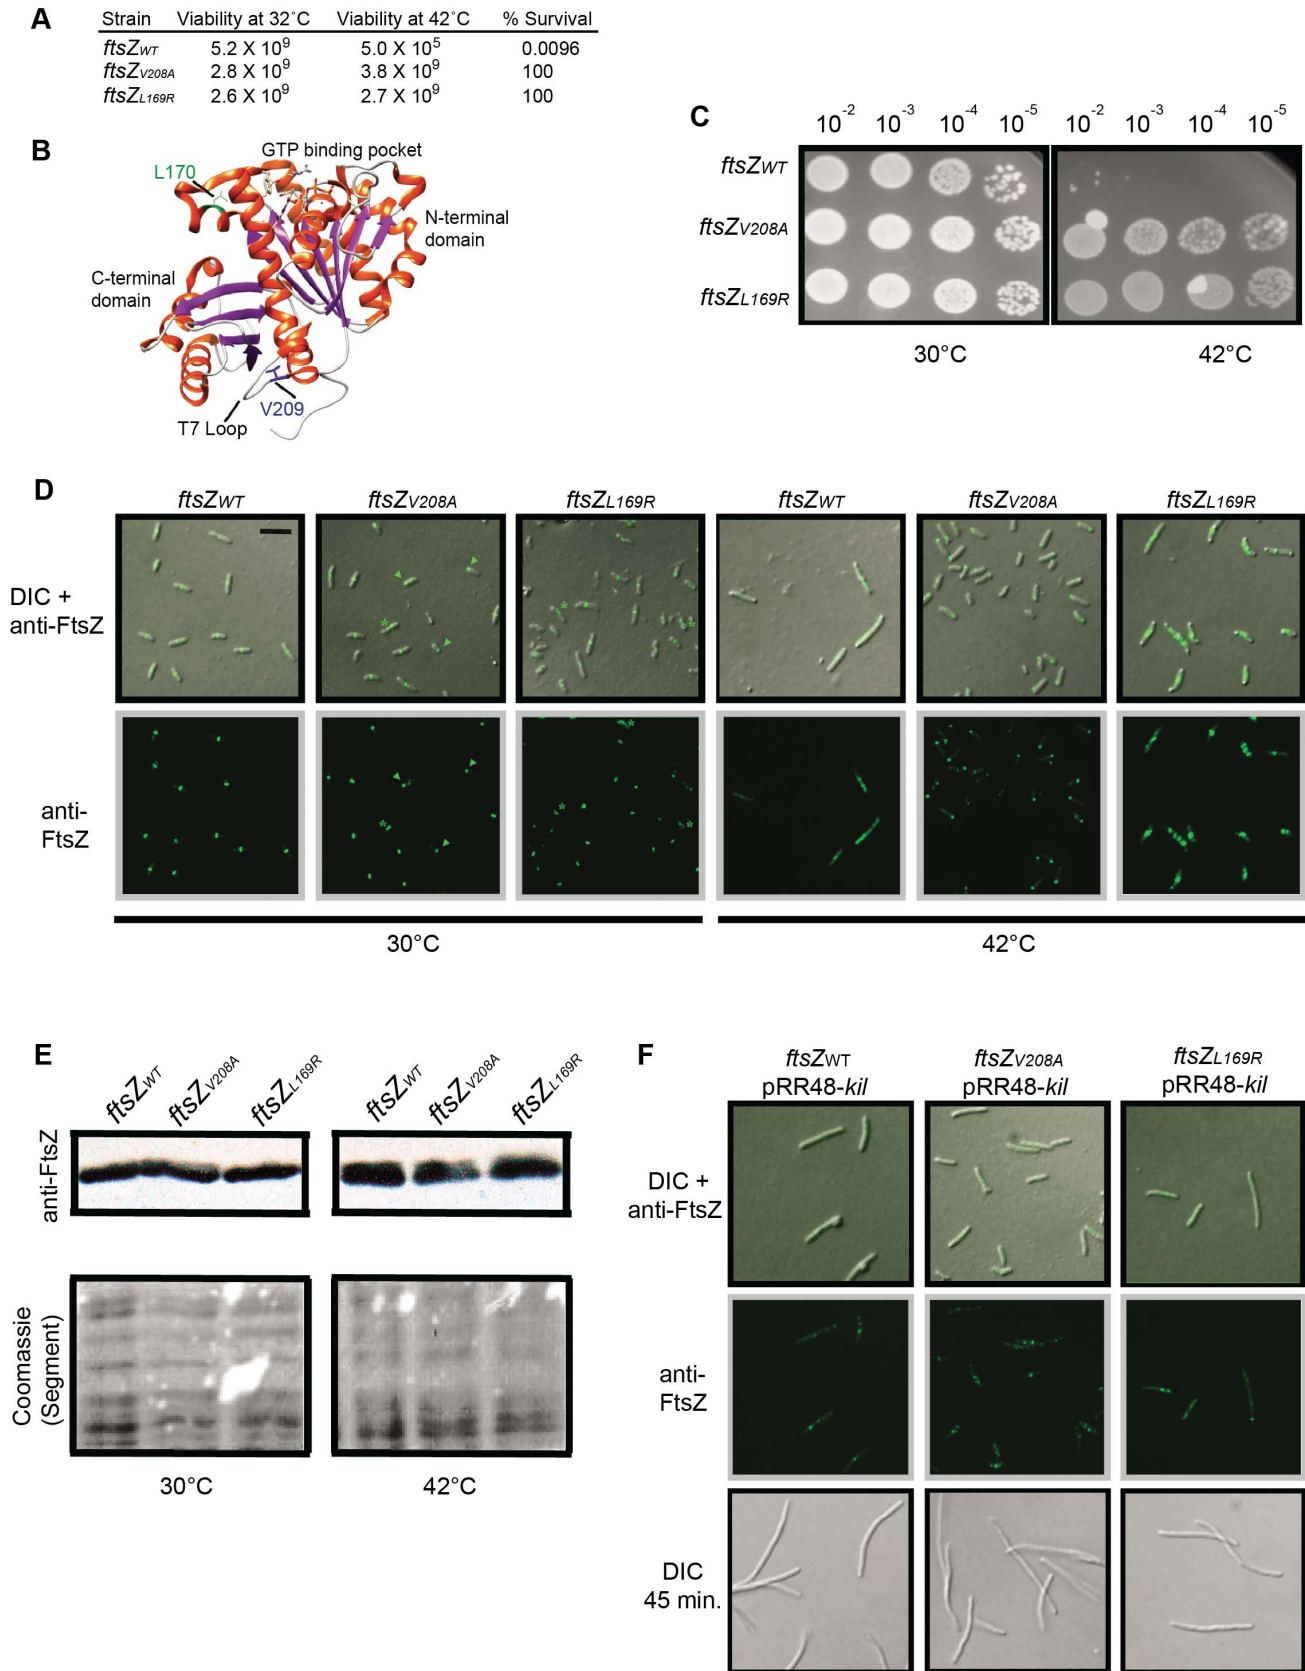 A
Strain Viability at 32˚C Viability at 42˚C % Survival
ftsZWT 5.2 X 10^9 5.0 X 10^5 0.0096
ftsZV208A 2.8 X 10^9 3.8 X 10^9 100
ftsZL169R 2.6 X 10^9 2.7 X 10^9 100
B
GTP binding pocket
L170
N-terminal
domain
C-terminal
domain
V209
T7 Loop
C
10^-2 10^-3 10^-4 10^-5 10^-2 10^-3 10^-4 10^-5
ftsZWT
ftsZV208A
ftsZL169R
30°C 42°C
D
ftsZWT ftsZV208A ftsZL169R ftsZWT ftsZV208A ftsZL169R
DIC +
anti-FtsZ
anti-
FtsZ
30°C 42°C
E
ftsZWT ftsZV208A ftsZL169R ftsZWT ftsZV208A ftsZL169R
anti-FtsZ
Coomassie
(Segment)
30°C 42°C
F
ftsZWT ftsZV208A ftsZL169R
pRR48-kil pRR48-kil pRR48-kil
DIC +
anti-FtsZ
anti-
FtsZ
DIC
45 min.